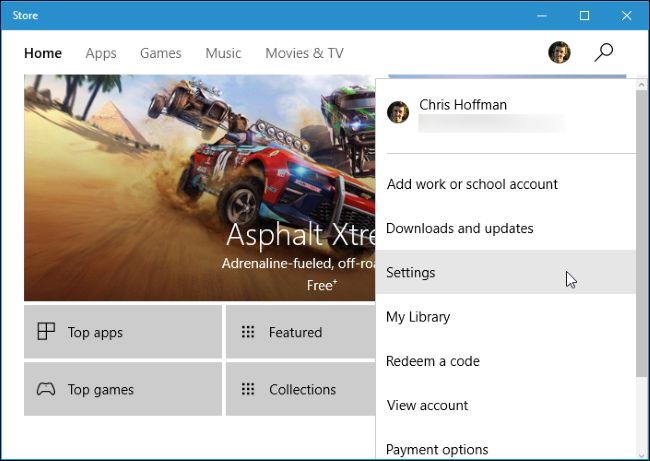 Store
Home Apps Games Music Movies & TV
Chris Hoffman
Add work or school account
Downloads and updates
Settings
My Library
Redeem a code
View account
Payment options
Asphalt Xtre
Adrenaline-fueled, off-roa
Free+
Top apps
Featured
Top games
Collections